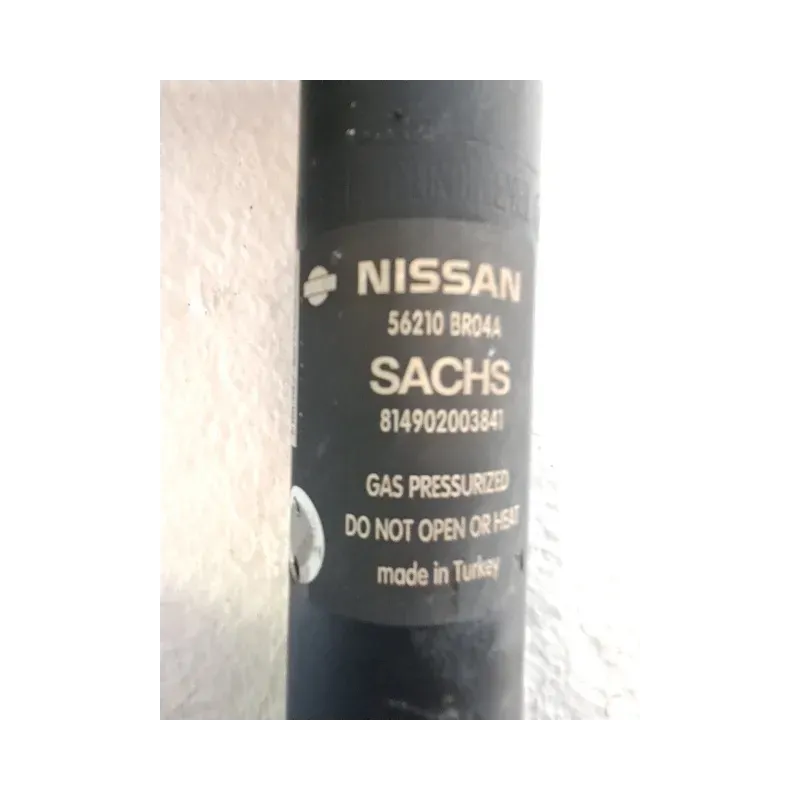 NISSAN
56210 BR04A
SACHS
814902003841
GAS PRESSURIZED
DO NOT OPEN OR HEAT
made in Turkey